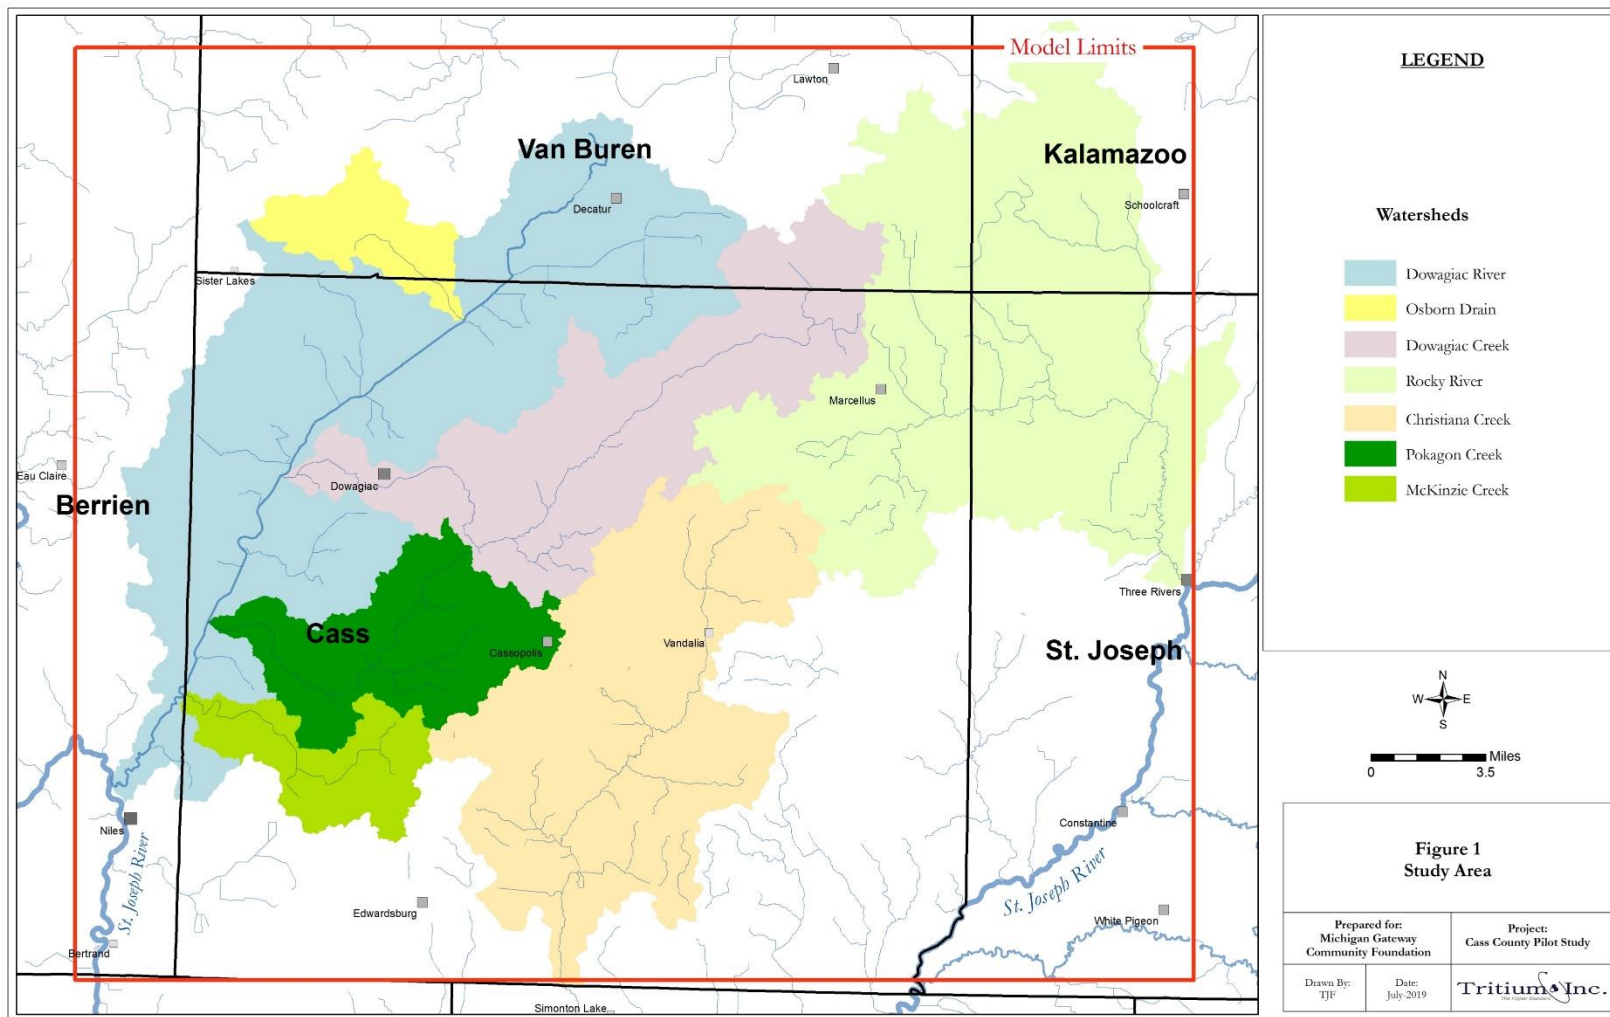 Model Limits
Lawton
Van Buren
Kalamazoo
Decatur
Schoolcraft
Sister Lakes
Marcellus
Eau Claire
Dowagiac
Berrien
Three Rivers
Cass
Cassopolis
Vandalia
St. Joseph
Niles
St. Joseph River
Constantine
Edwardsburg
St. Joseph River
White Pigeon
Bertrand
Simonton Lake
LEGEND
Watersheds
Dowagiac River
Osborn Drain
Dowagiac Creek
Rocky River
Christiana Creek
Pokagon Creek
McKinzie Creek
N
W E
S
Miles
0 3.5
Figure 1
Study Area
Prepared for:
Michigan Gateway
Community Foundation
Project:
Cass County Pilot Study
Drawn By:
TJF
Date:
July-2019
Tritium Inc.
The Higher Standard